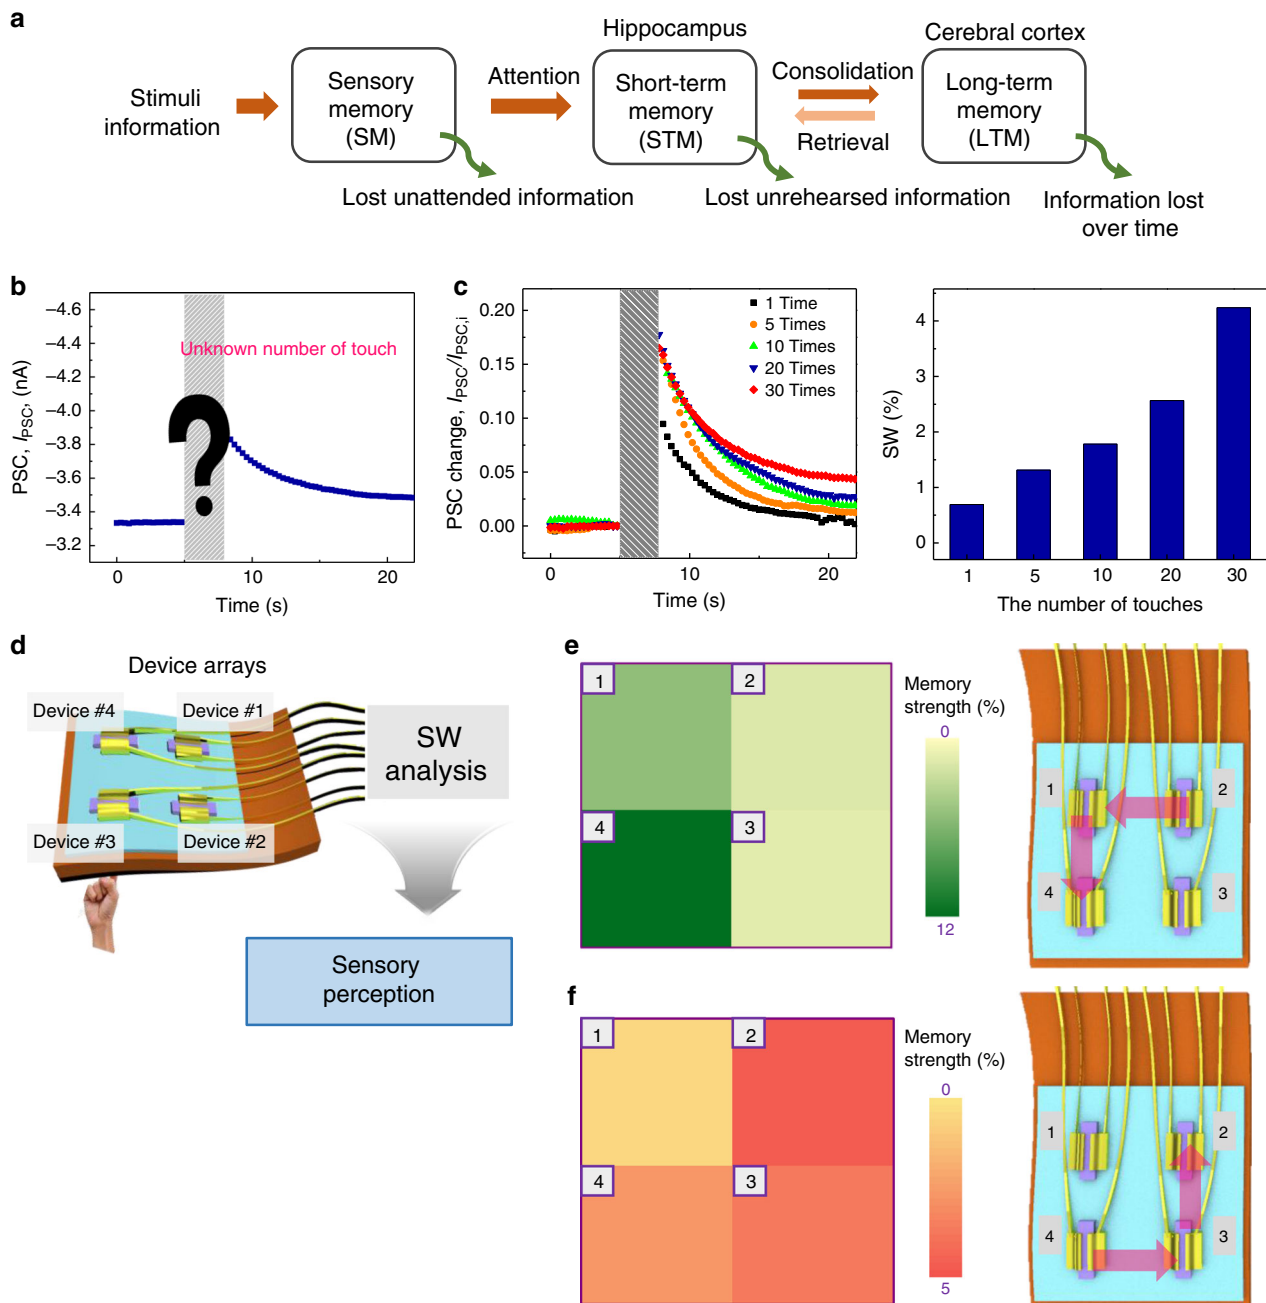 a
Hippocampus
Cerebral cortex
Stimuli
information
Sensory
memory
(SM)
Attention
Short-term
memory
(STM)
Consolidation
Retrieval
Long-term
memory
(LTM)
Lost unattended information
Lost unrehearsed information
Information lost
over time
b
PSC, I_PSC, (nA)
–4.6
–4.4
–4.2
–4.0
–3.8
–3.6
–3.4
–3.2
Unknown number of touch
?
0
10
20
Time (s)
c
PSC change, I_PSC/I_PSC,i
0.20
0.15
0.10
0.05
0.00
1 Time
5 Times
10 Times
20 Times
30 Times
0
10
20
Time (s)
SW (%)
4
3
2
1
0
1
5
10
20
30
The number of touches
d
Device arrays
Device #4
Device #1
Device #3
Device #2
SW
analysis
Sensory
perception
e
1
2
4
3
Memory
strength (%)
0
12
1
2
4
3
f
1
2
4
3
Memory
strength (%)
0
5
1
2
4
3